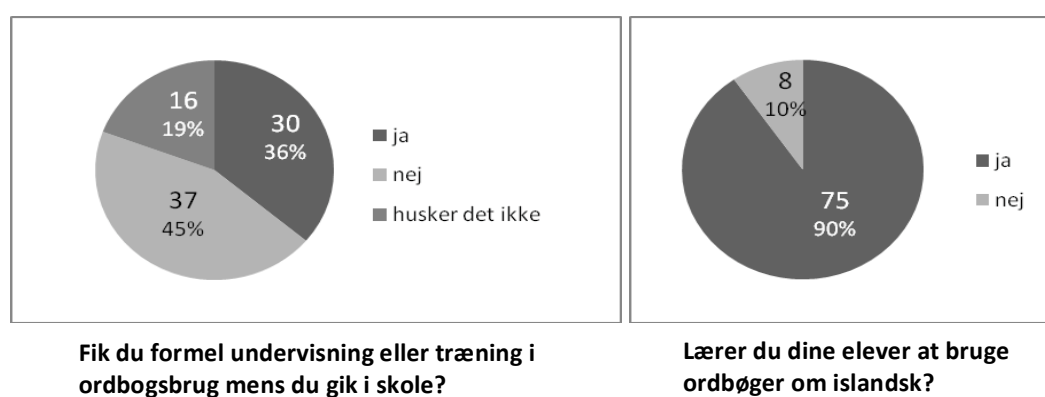 16
19%
30
36%
37
45%
ja
nej
husker det ikke
Fik du formel undervisning eller træning i
ordbogsbrug mens du gik i skole?
8
10%
75
90%
ja
nej
Lærer du dine elever at bruge
ordbøger om islandsk?